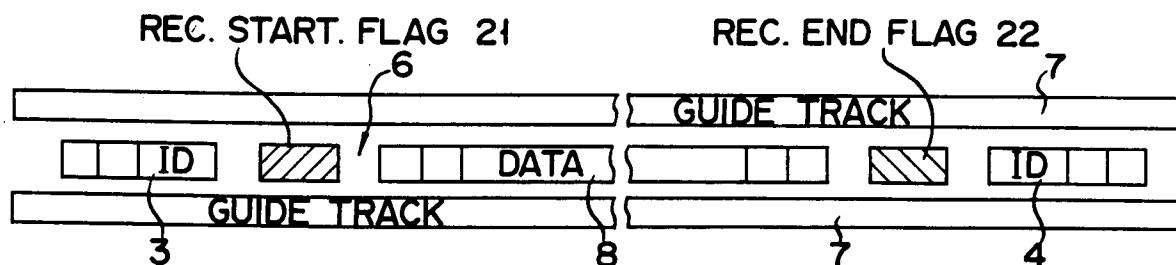 REC. START. FLAG 21 REC. END FLAG 22
6 7
GUIDE TRACK
ID DATA ID
GUIDE TRACK
3 8 7 4